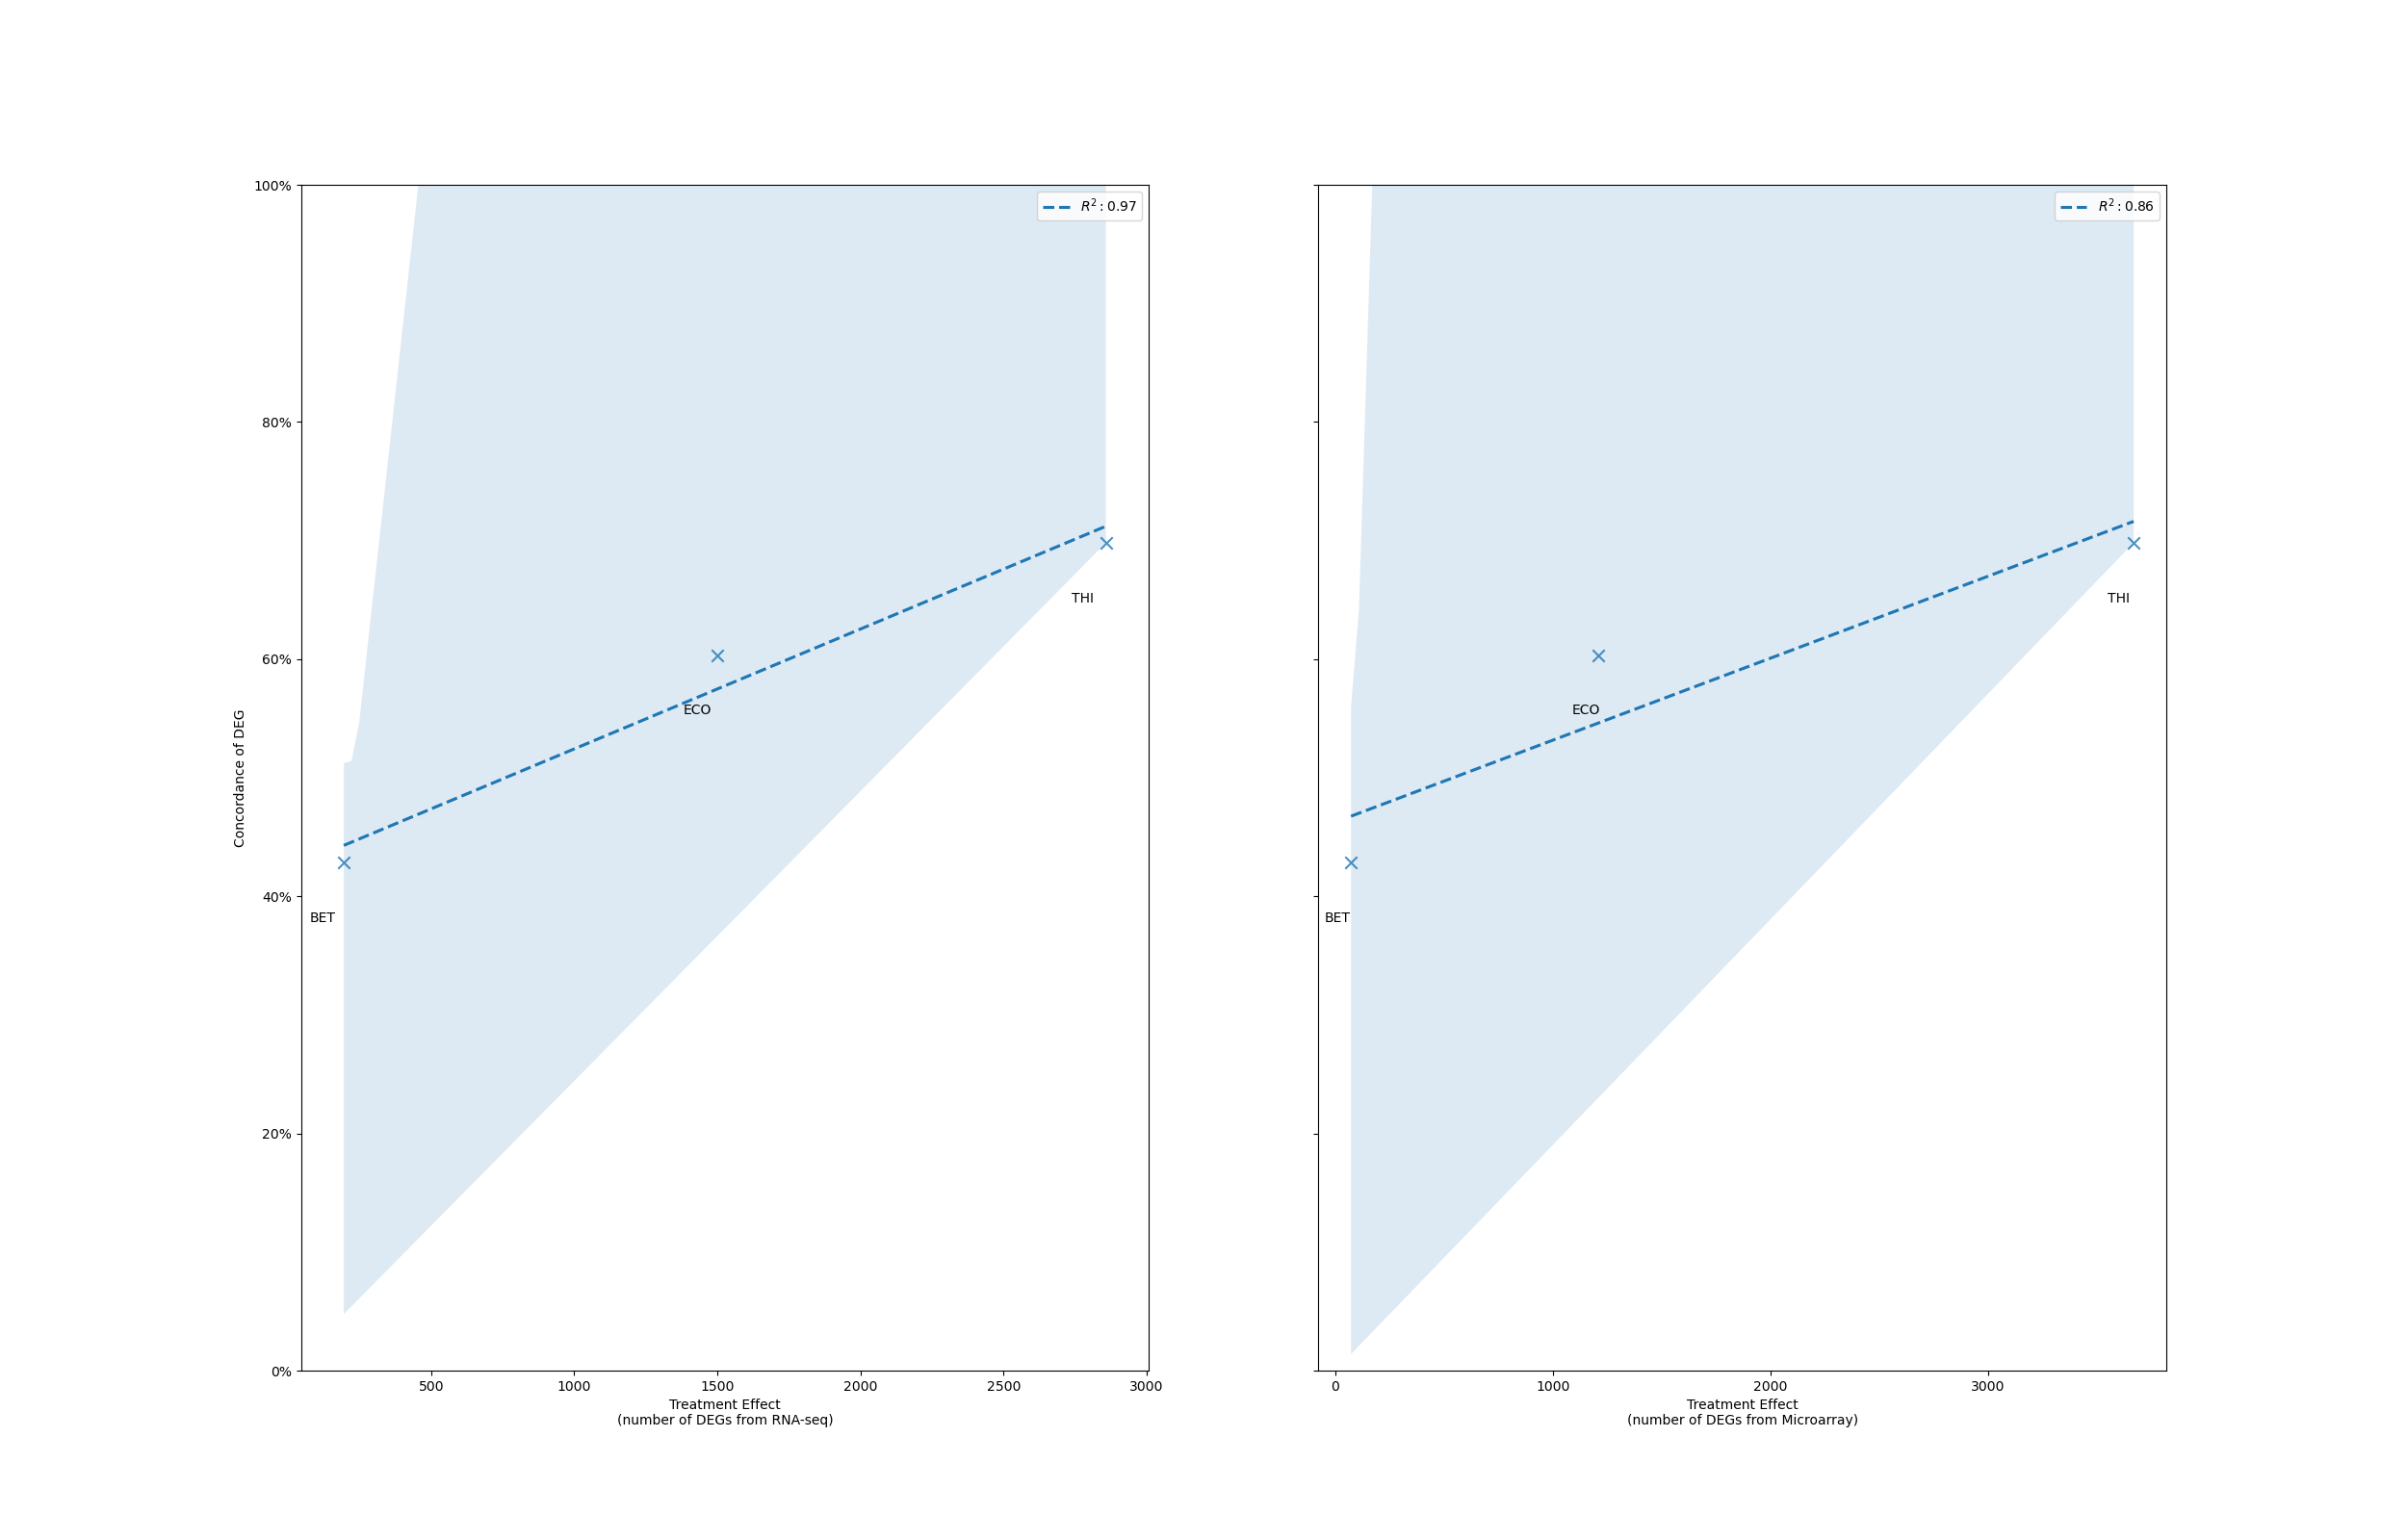 100%
80%
60%
40%
20%
0%
Concordance of DEG
R²: 0.97
THI
ECO
BET
500 1000 1500 2000 2500 3000
Treatment Effect
(number of DEGs from RNA-seq)
R²: 0.86
THI
ECO
BET
0 1000 2000 3000
Treatment Effect
(number of DEGs from Microarray)